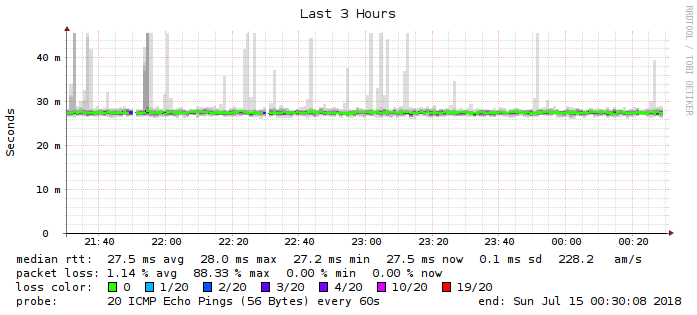 Last 3 Hours
RRDTOOL / TOBI OETIKER
Seconds
40 m
30 m
20 m
10 m
0
21:40 22:00 22:20 22:40 23:00 23:20 23:40 00:00 00:20
median rtt: 27.5 ms avg 28.0 ms max 27.2 ms min 27.5 ms now 0.1 ms sd 228.2 am/s
packet loss: 1.14 % avg 88.33 % max 0.00 % min 0.00 % now
loss color: 0 1/20 2/20 3/20 4/20 10/20 19/20
probe: 20 ICMP Echo Pings (56 Bytes) every 60s end: Sun Jul 15 00:30:08 2018